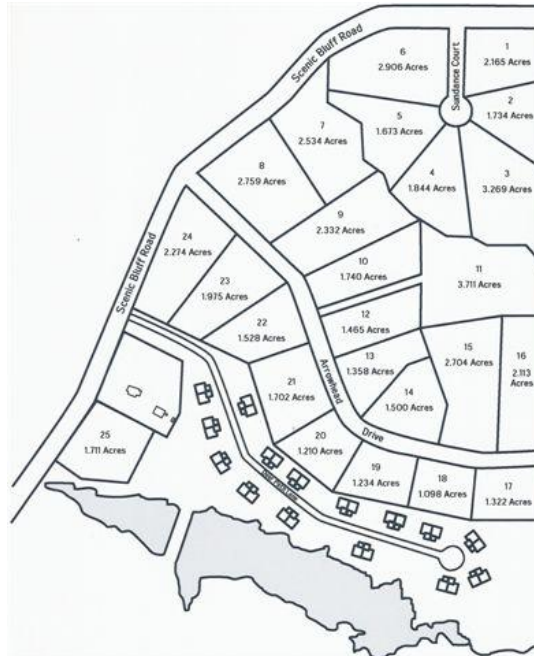 Scenic Bluff Road
Sundance Court
1
2.165 Acres
6
2.906 Acres
2
1.734 Acres
5
1.673 Acres
7
2.534 Acres
4
1.844 Acres
3
3.269 Acres
8
2.759 Acres
9
2.332 Acres
24
2.274 Acres
10
1.740 Acres
11
3.711 Acres
23
1.975 Acres
Scenic Bluff Road
12
1.465 Acres
22
1.528 Acres
15
2.704 Acres
16
2.113
Acres
13
1.358 Acres
Arrowhead
Drive
21
1.702 Acres
14
1.500 Acres
20
1.210 Acres
25
1.711 Acres
19
1.234 Acres
18
1.098 Acres
17
1.322 Acres